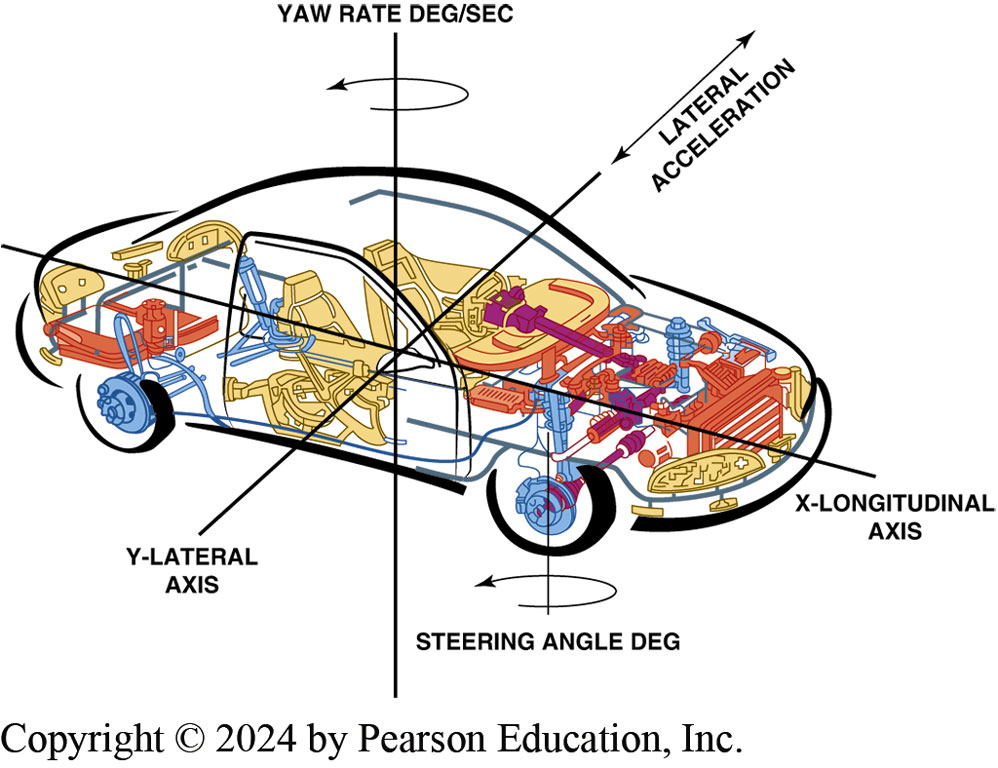 YAW RATE DEG/SEC
LATERAL
ACCELERATION
X-LONGITUDINAL
AXIS
Y-LATERAL
AXIS
STEERING ANGLE DEG
Copyright © 2024 by Pearson Education, Inc.